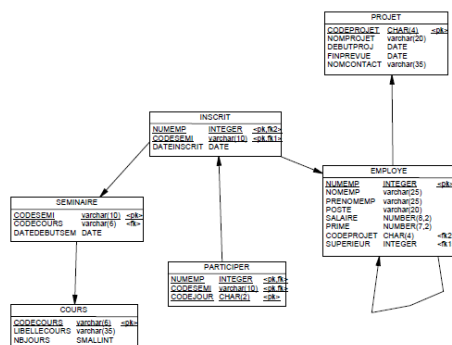 PROJET
CODEPROJET CHAR(4) <pk>
NOMPROJET varchar(20)
DEBUTPROJ DATE
FINPREVUE DATE
NOMCONTACT varchar(35)
INSCRIT
NUMEMP INTEGER <pk,fk2>
CODESEMI varchar(10) <pk,fk1>
DATEINSCRIT DATE
EMPLOYE
NUMEMP INTEGER <pk>
NOMEMP varchar(25)
PRENOMEMP varchar(25)
POSTE varchar(20)
SALAIRE NUMBER(6,2)
PRIME NUMBER(7,2)
CODEPROJET CHAR(4) <fk2
SUPERIEUR INTEGER <fk1
SEMINAIRE
CODESEMI varchar(10) <pk>
CODECOURS varchar(6) <fk>
DATEDEBUTSEM DATE
PARTICIPER
NUMEMP INTEGER <pk,fk>
CODESEMI varchar(10) <pk,fk>
CODEJOUR CHAR(2) <pk>
COURS
CODECOURS varchar(6) <pk>
LIBELLECOURS varchar(35)
NBJOURS SMALLINT